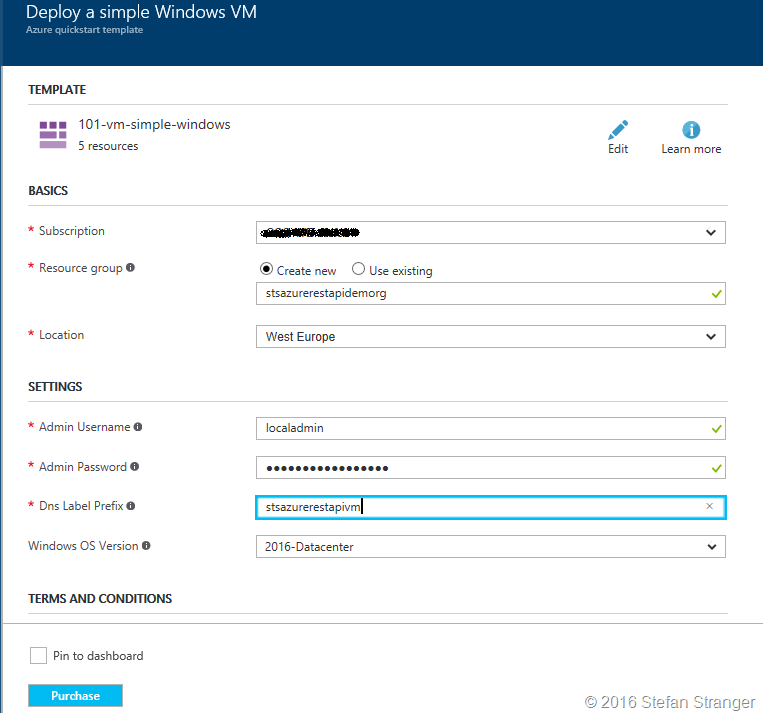 Deploy a simple Windows VM
Azure quickstart template
TEMPLATE
101-vm-simple-windows
5 resources
Edit
Learn more
BASICS
* Subscription
* Resource group
Create new
Use existing
stsazurerestapidemorg
* Location
West Europe
SETTINGS
* Admin Username
localadmin
* Admin Password
•••••••••••••••••
* Dns Label Prefix
stsazurerestapivm
Windows OS Version
2016-Datacenter
TERMS AND CONDITIONS
Pin to dashboard
Purchase
© 2016 Stefan Stranger